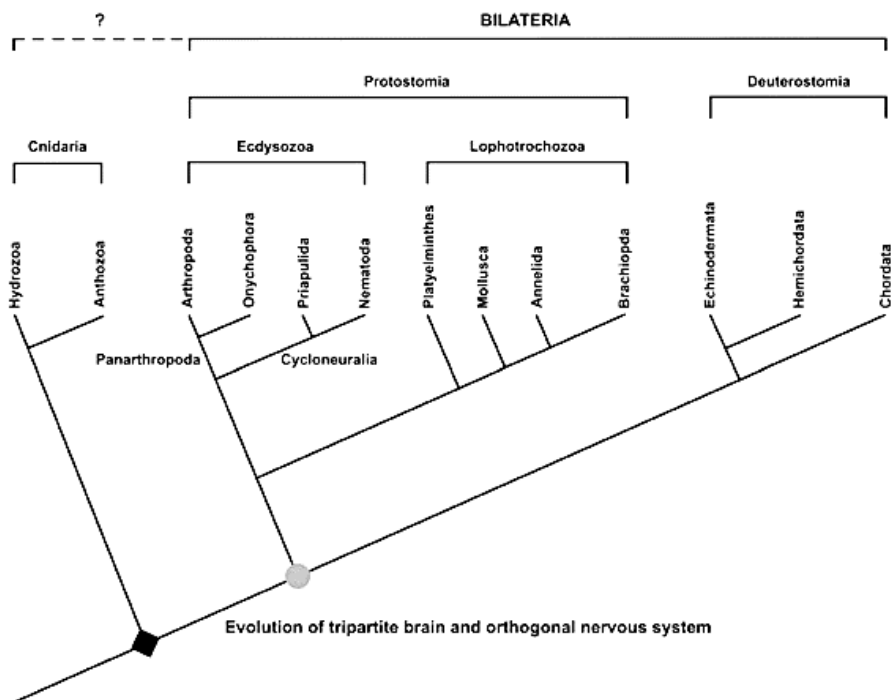 ? BILATERIA
Protostomia Deuterostomia
Cnidaria Ecdysozoa Lophotrochozoa
Hydrozoa
Anthozoa
Arthropoda
Onychophora
Priapulida
Nematoda
Platyelminthes
Mollusca
Annelida
Brachiopda
Echinodermata
Hemichordata
Chordata
Panarthropoda Cycloneuralia
Evolution of tripartite brain and orthogonal nervous system